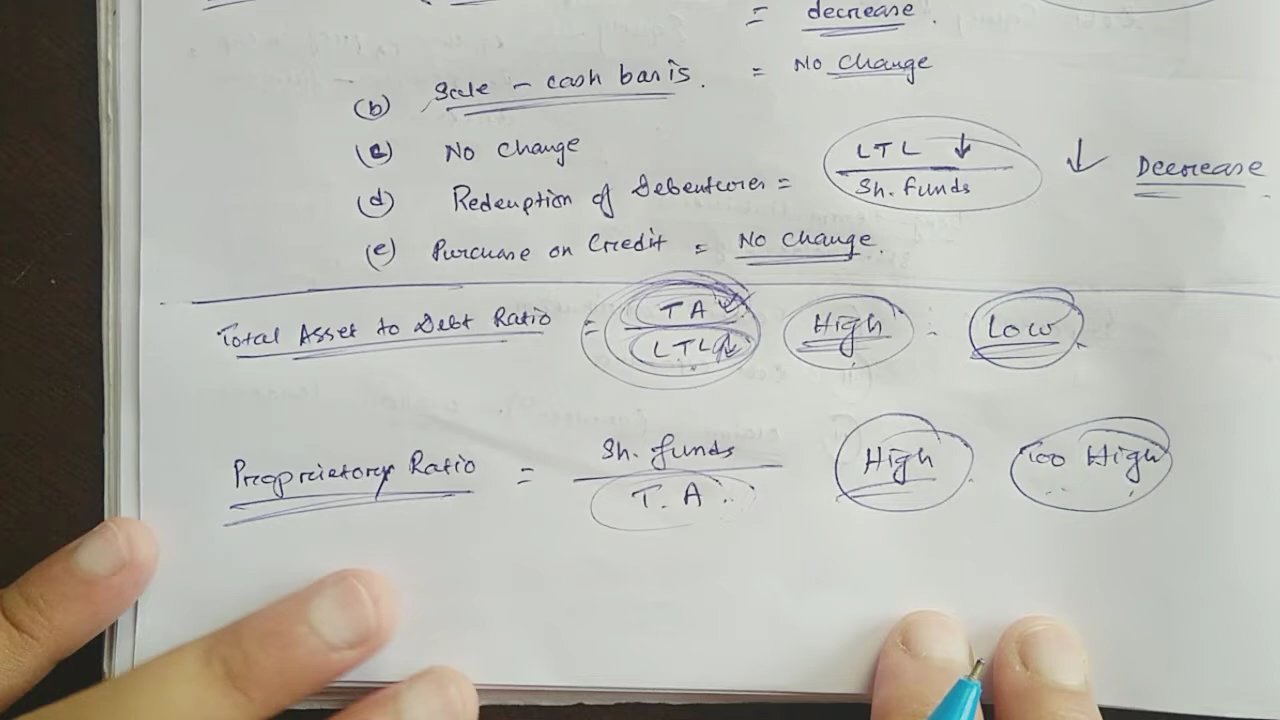 = decrease.
(b) Sale - cash basis. = No change
(c) No change
(d) Redemption of Debentures = LTL ↓ / Sh. funds ↓ Decrease
(e) Purchase on Credit = No change.
Total Asset to Debt Ratio = TA ↓ / LTL ↓ High - Low
Proprietory Ratio = Sh. funds / T. A High Too High